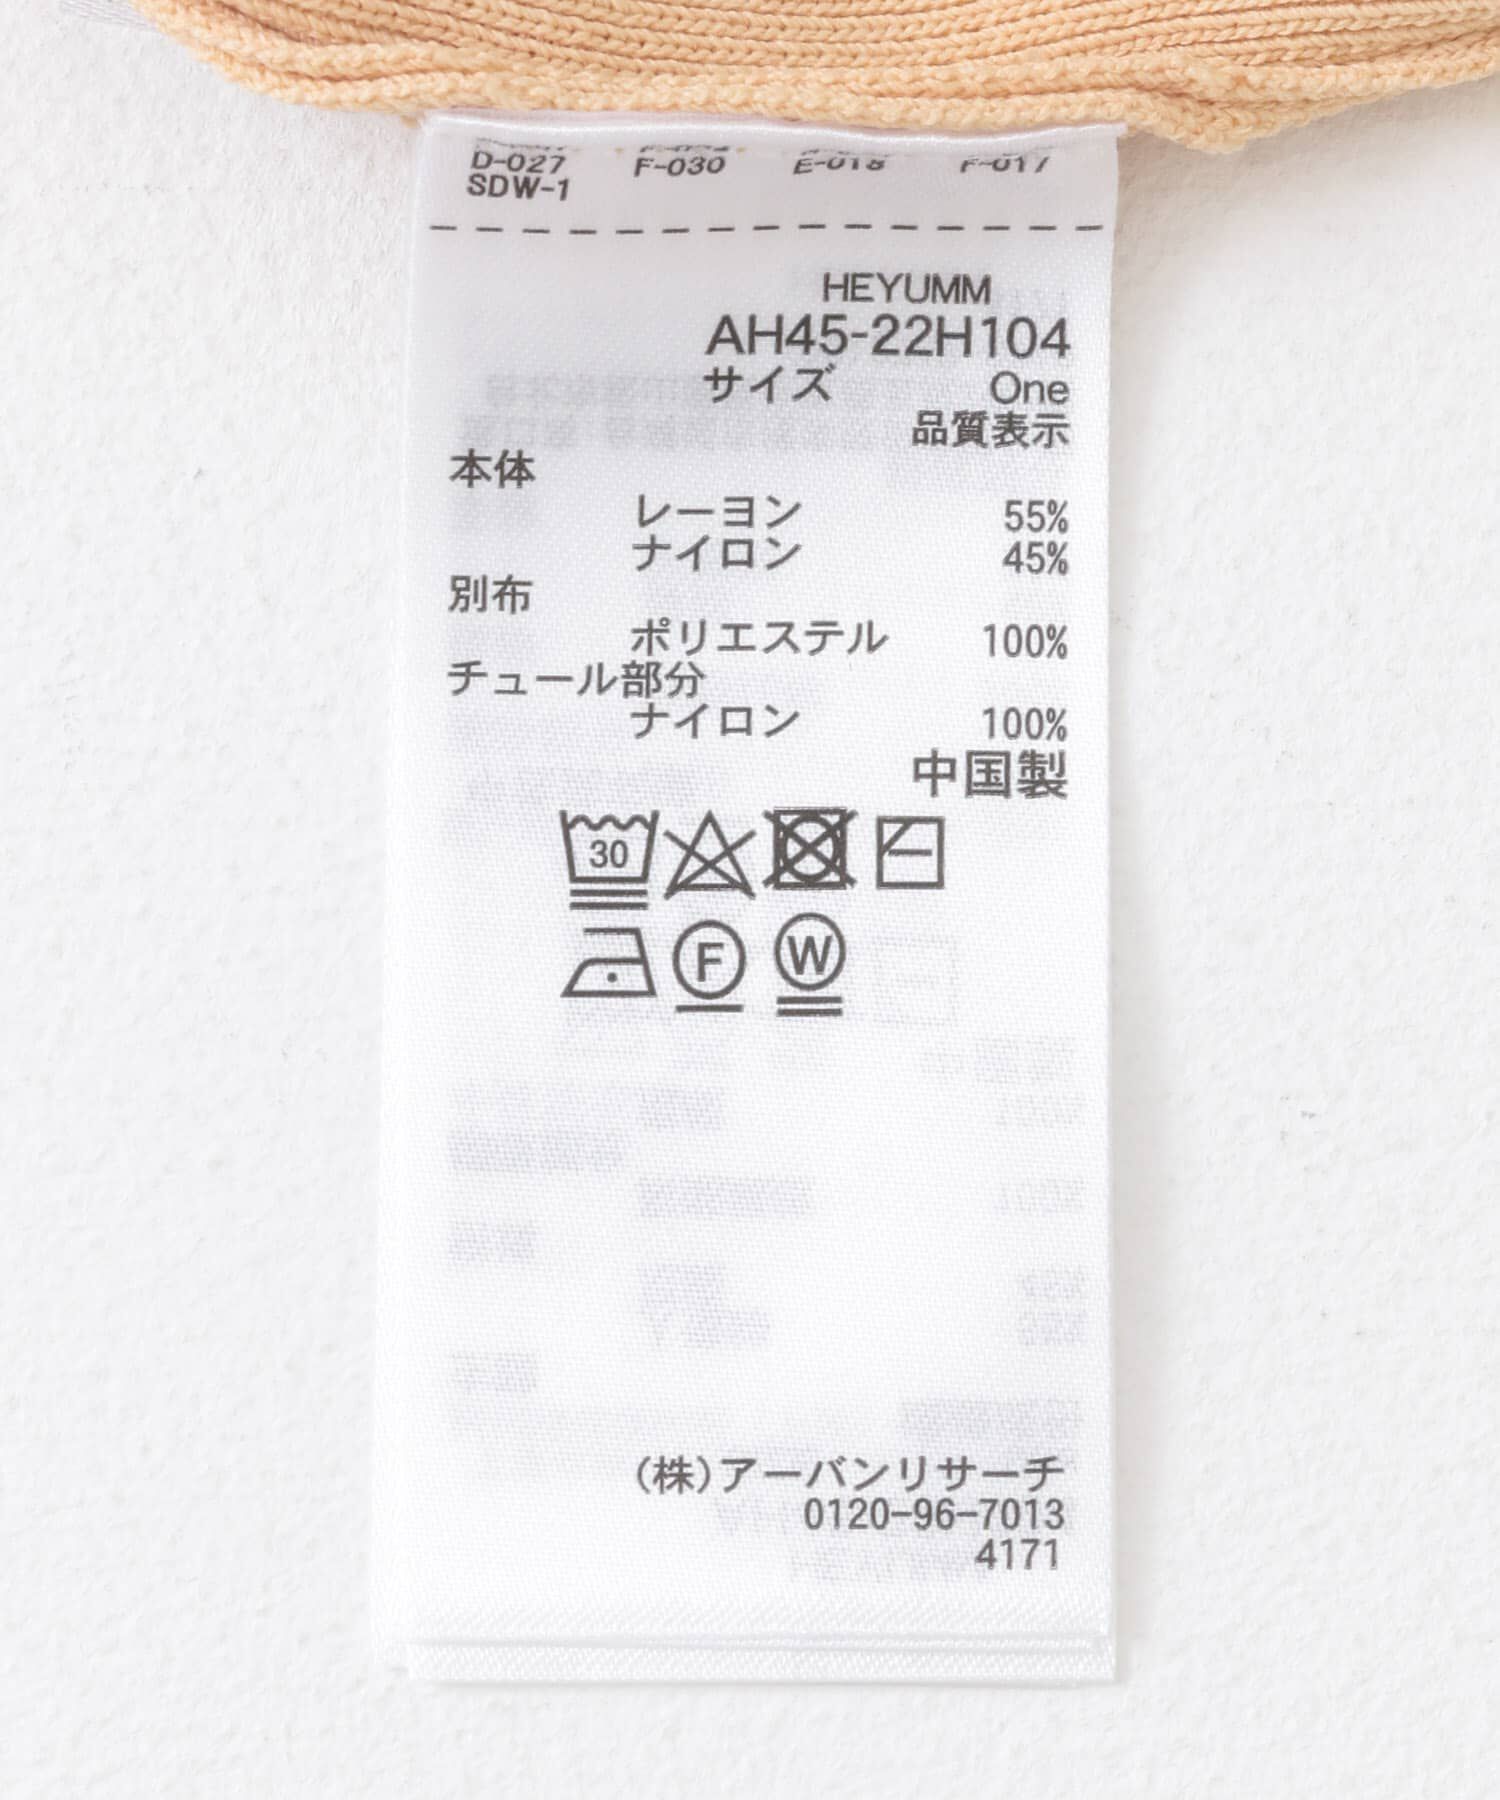 D-027 F-030 E-018 F-017
SDW-1
HEYUMM
AH45-22H104
サイズ One
品質表示
本体
レーヨン 55%
ナイロン 45%
別布
ポリエステル 100%
チュール部分
ナイロン 100%
中国製
30
F W
(株)アーバンリサーチ
0120-96-7013
4171